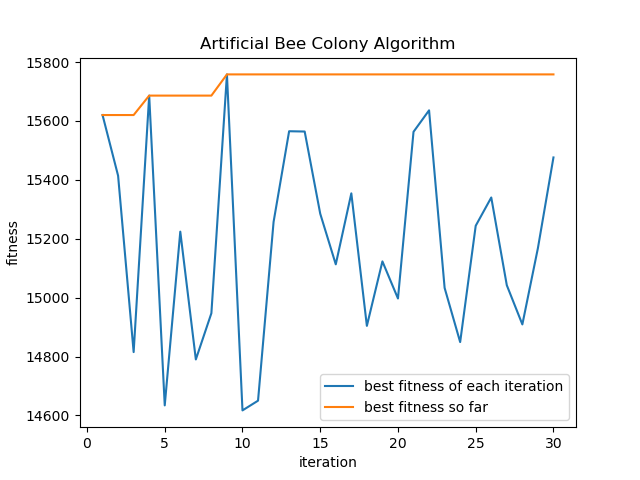 Artificial Bee Colony Algorithm
15800
15600
15400
15200
15000
14800
14600
fitness
best fitness of each iteration
best fitness so far
0 5 10 15 20 25 30
iteration